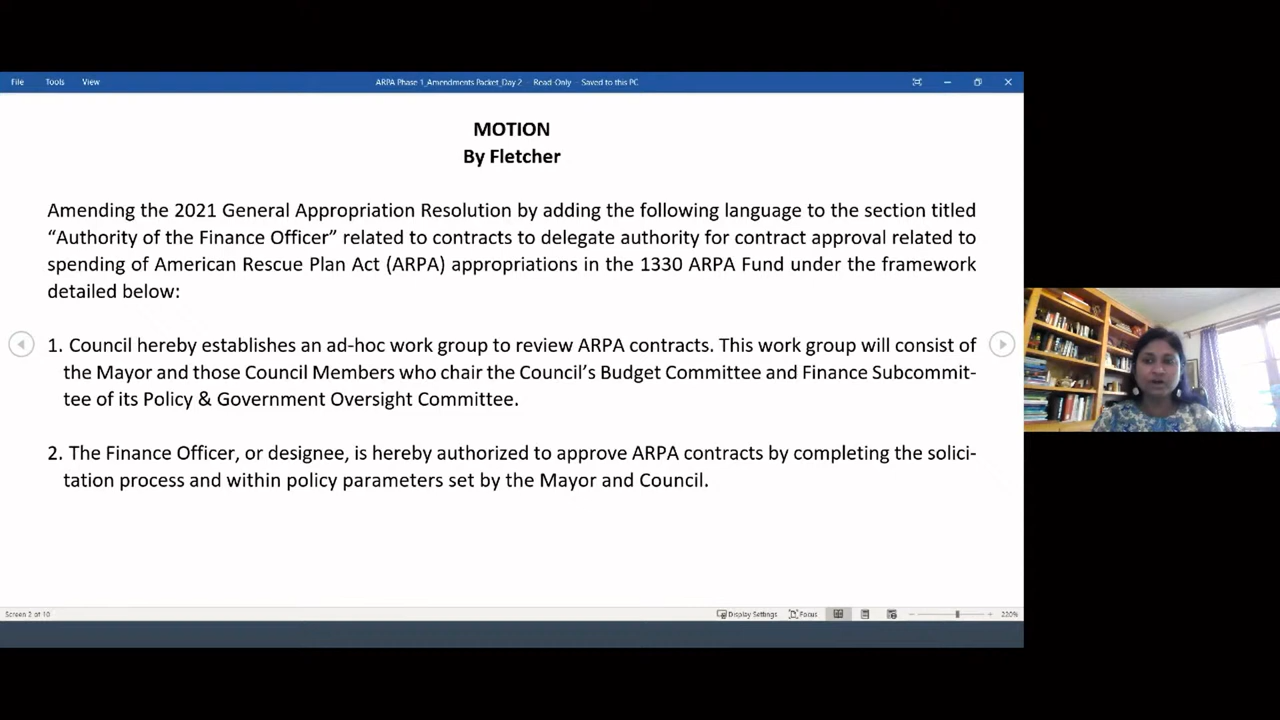 File Tools View ARPA Phase 1_Amendments Packet_Day 2 - Read-Only - Saved to this PC
MOTION
By Fletcher
Amending the 2021 General Appropriation Resolution by adding the following language to the section titled
“Authority of the Finance Officer” related to contracts to delegate authority for contract approval related to
spending of American Rescue Plan Act (ARPA) appropriations in the 1330 ARPA Fund under the framework
detailed below:
1. Council hereby establishes an ad-hoc work group to review ARPA contracts. This work group will consist of
the Mayor and those Council Members who chair the Council’s Budget Committee and Finance Subcommit-
tee of its Policy & Government Oversight Committee.
2. The Finance Officer, or designee, is hereby authorized to approve ARPA contracts by completing the solici-
tation process and within policy parameters set by the Mayor and Council.
Screen 2 of 10 Display Settings Focus 220%